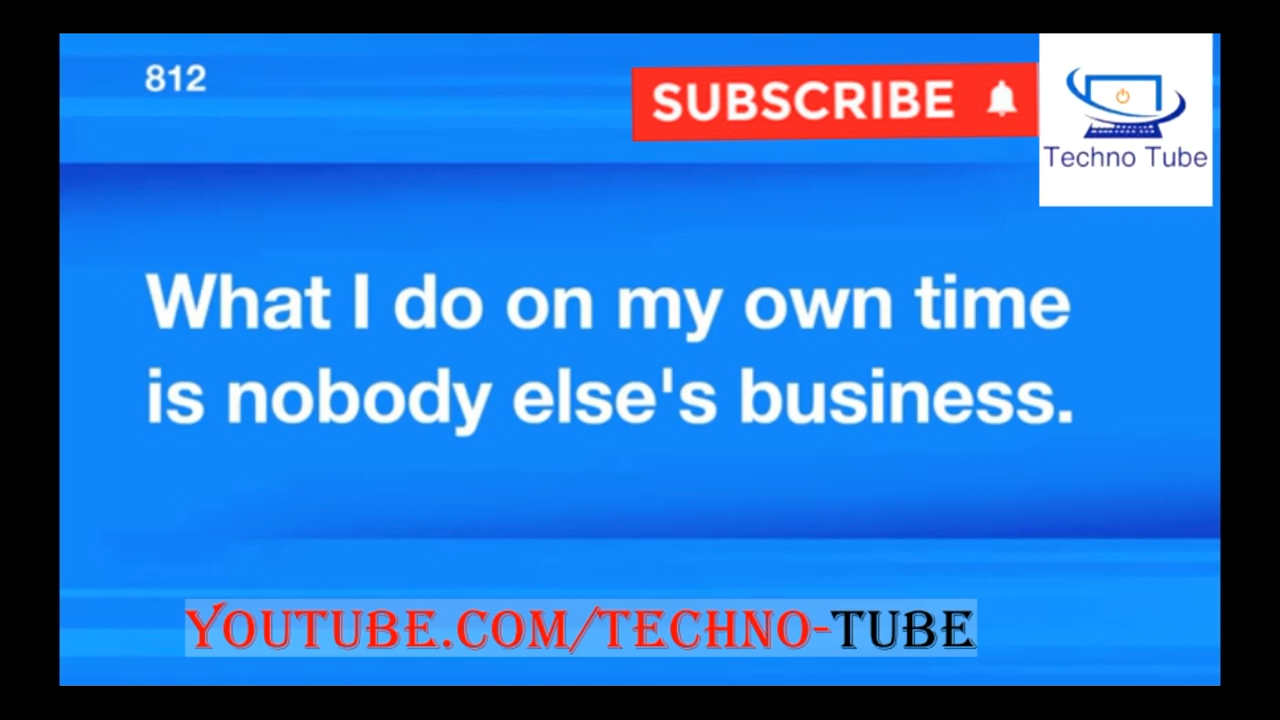 812
SUBSCRIBE
Techno Tube
What I do on my own time
is nobody else's business.
YOUTUBE.COM/TECHNO-TUBE